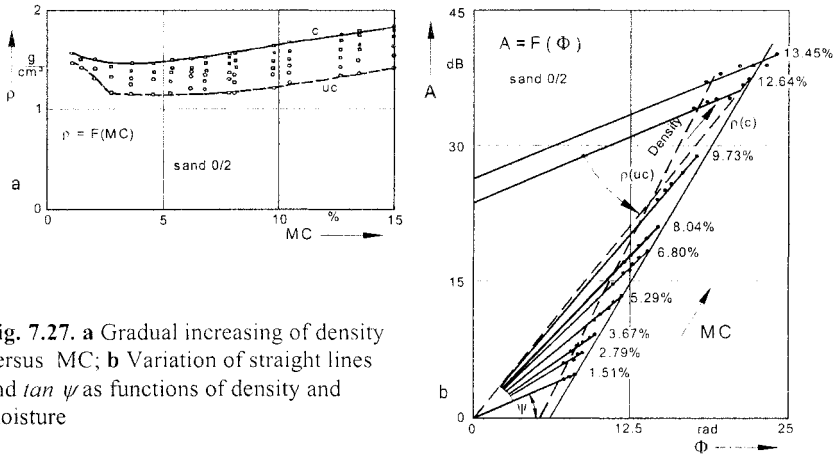 2
c
g
cm³
ρ
1
uc
ρ = F(MC)
sand 0/2
a
0
0
5
10
%
15
MC
45
A = F(Φ)
dB
A
sand 0/2
13.45%
12.64%
Density
ρ(c)
30
9.73%
ρ(uc)
8.04%
6.80%
15
5.29%
MC
3.67%
2.79%
b
1.51%
ψ
0
0
12.5
25
rad
Φ
ig. 7.27. a Gradual increasing of density
ersus MC; b Variation of straight lines
nd tan ψ as functions of density and
noisture